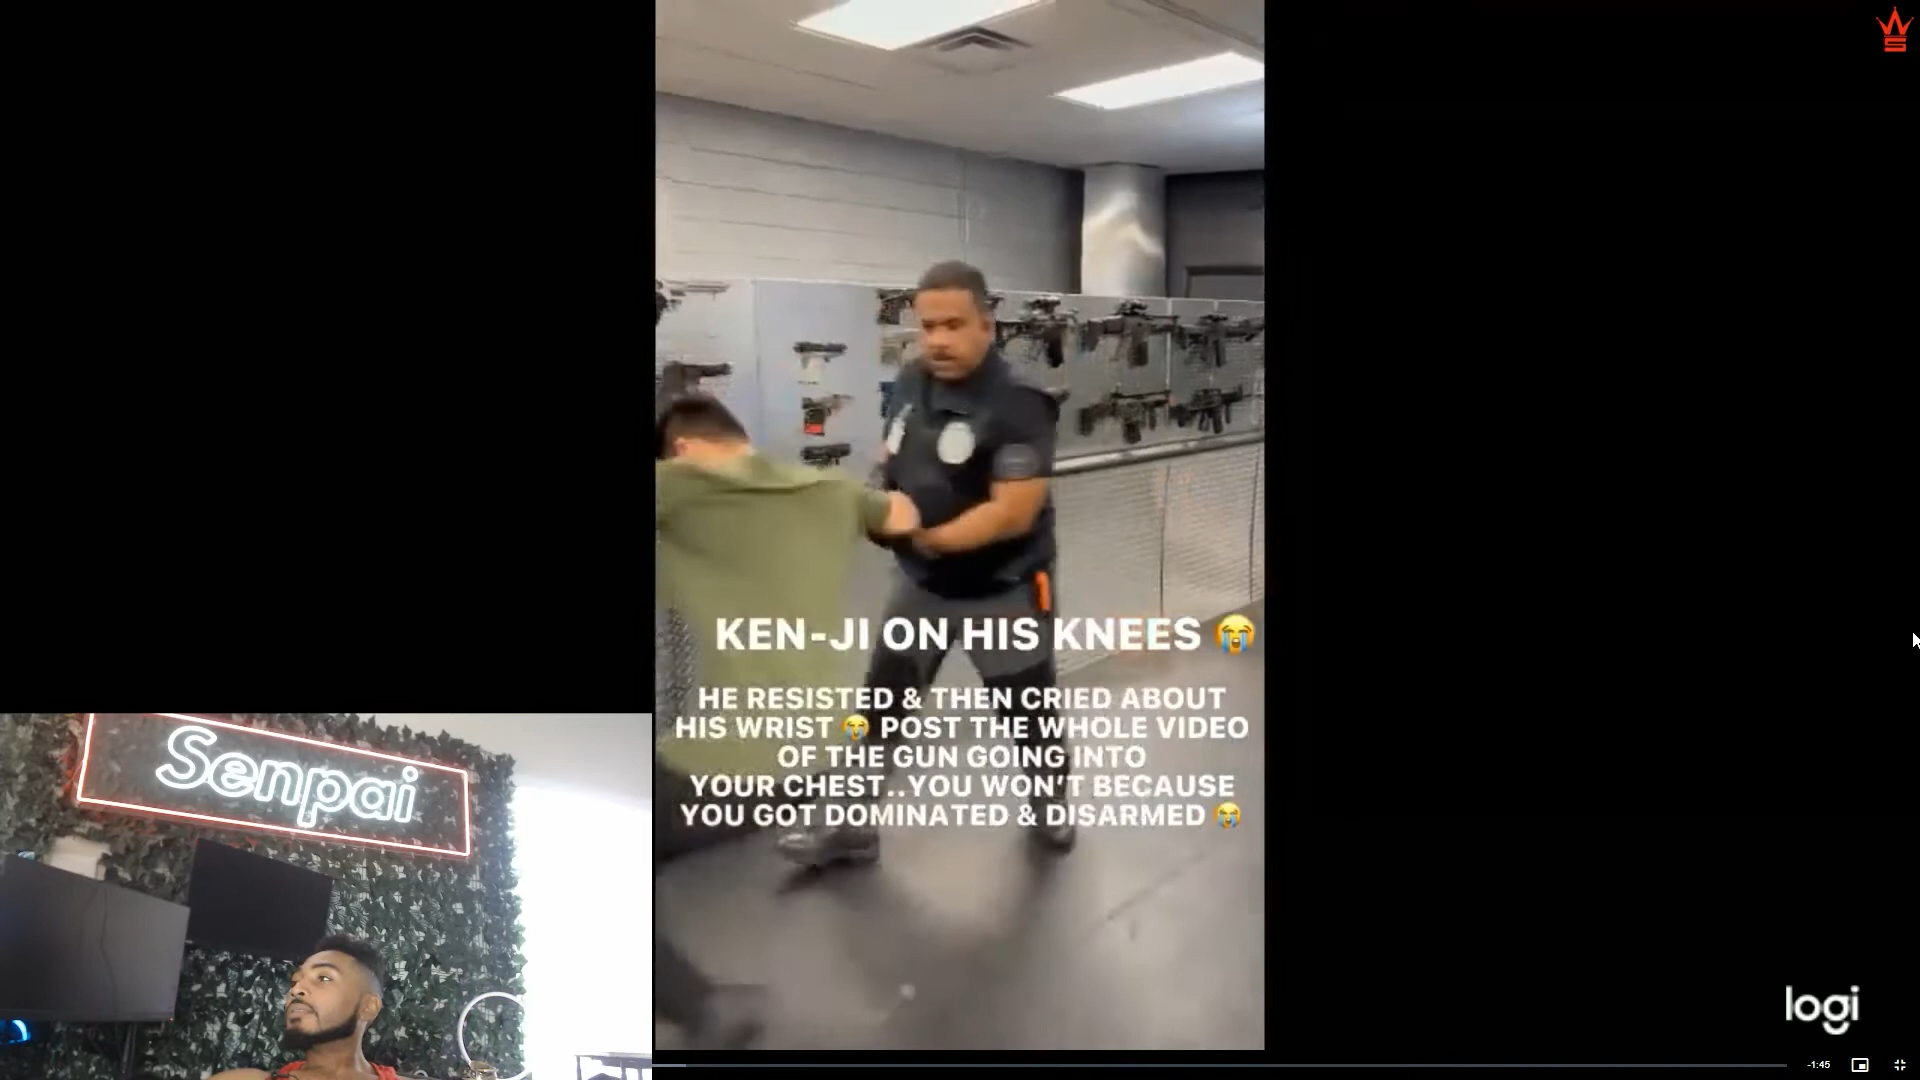 KEN-JI ON HIS KNEES 😭
HE RESISTED & THEN CRIED ABOUT
HIS WRIST 😭 POST THE WHOLE VIDEO
OF THE GUN GOING INTO
YOUR CHEST..YOU WON'T BECAUSE
YOU GOT DOMINATED & DISARMED 😭
Senpai
logi
-1:45